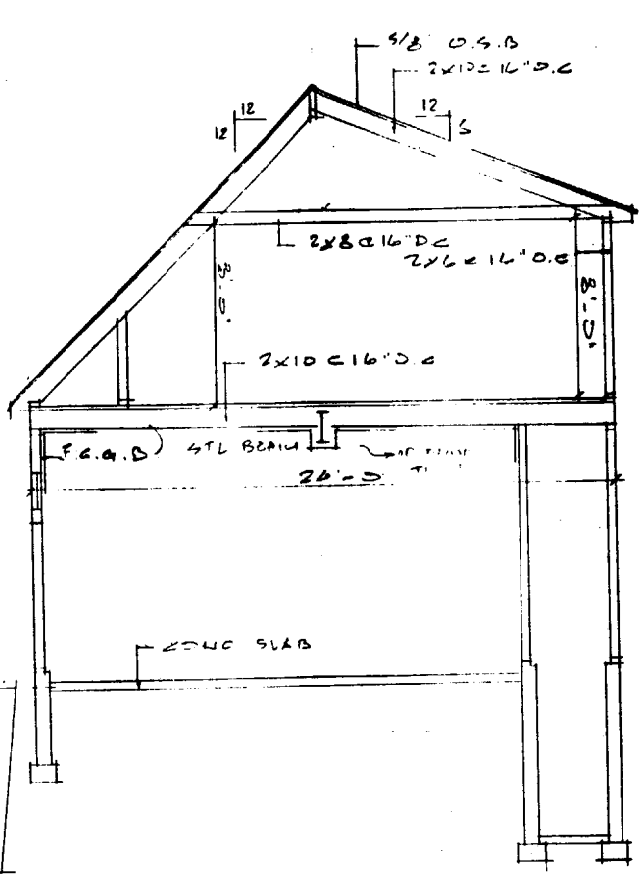 5/8 O.S.B
2x10 = 16" O.C
12
12
12
5
2x8 @ 16" O.C
2x6 @ 16" O.C
8'-0"
8'-0"
2x10 @ 16" O.C
F.C.G.B
STL BEAM
26'-0
CONC SLAB